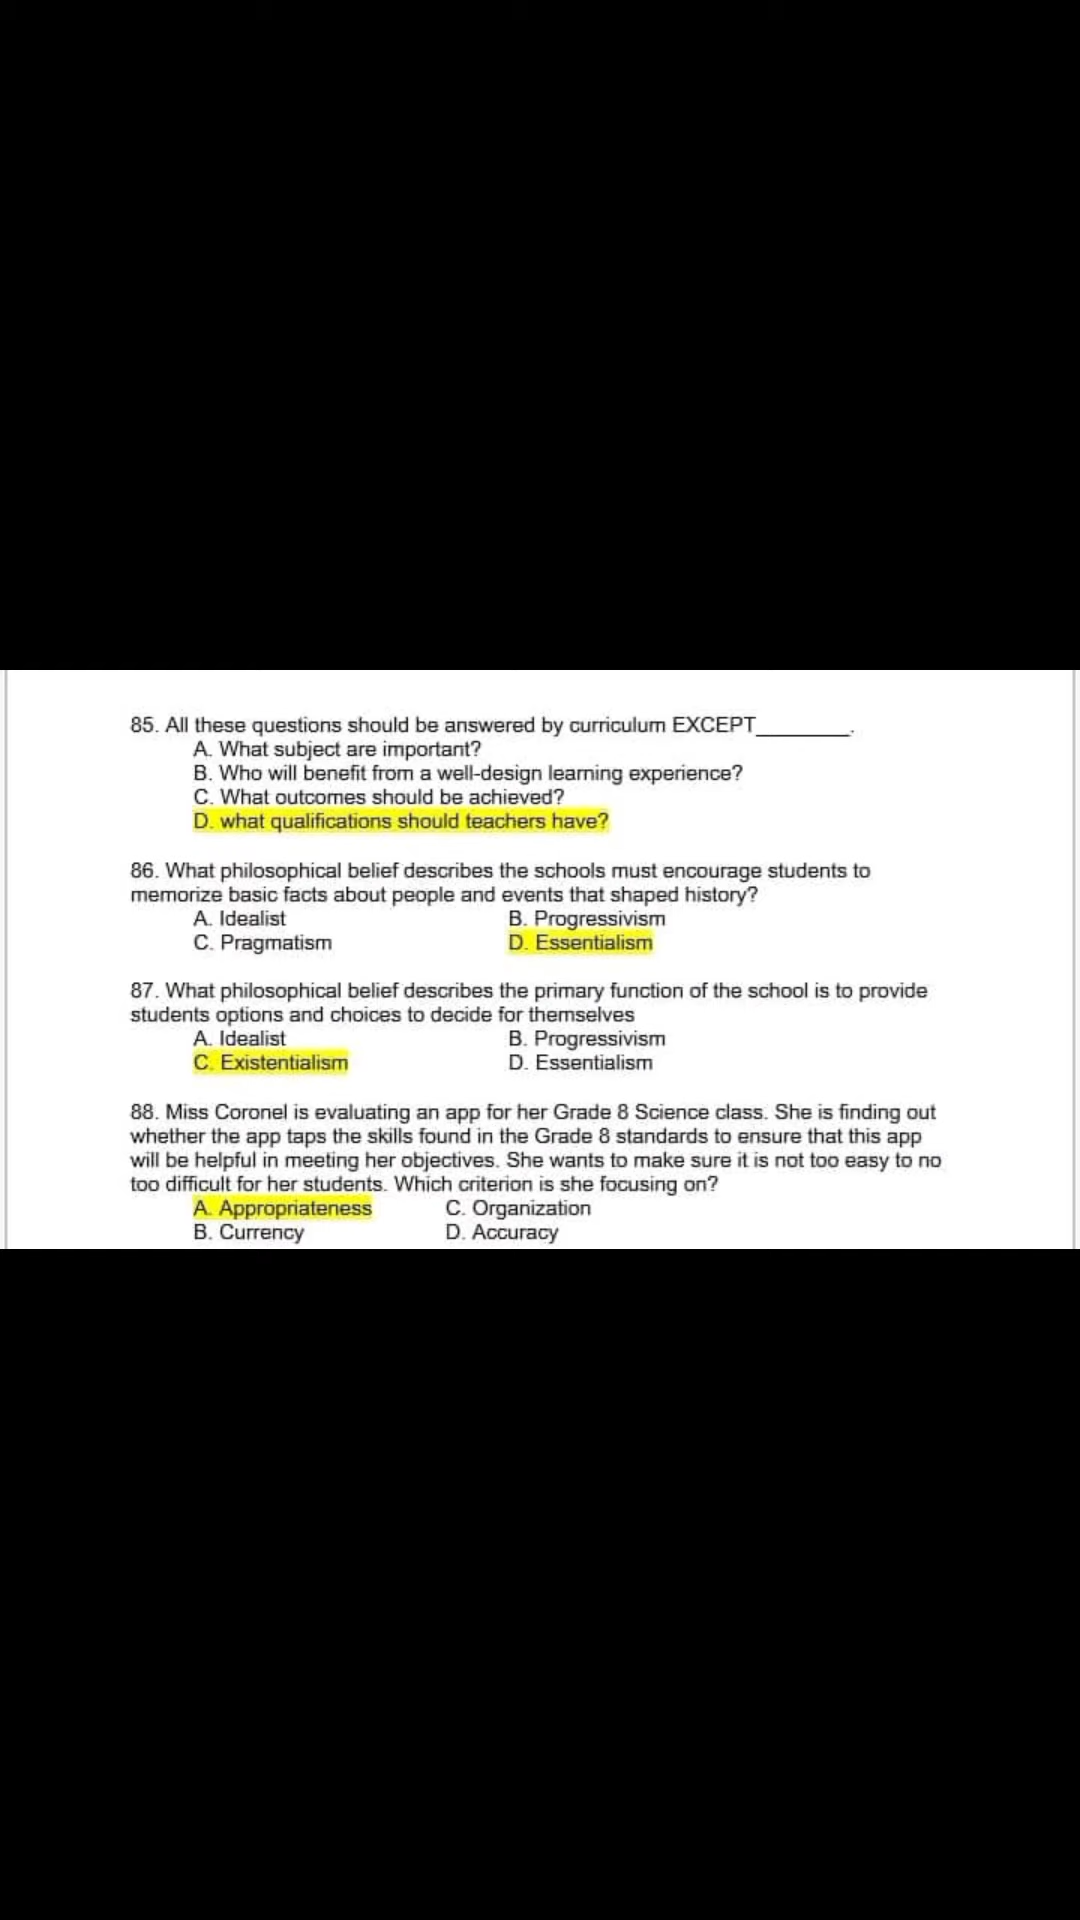 85. All these questions should be answered by curriculum EXCEPT_________.
A. What subject are important?
B. Who will benefit from a well-design learning experience?
C. What outcomes should be achieved?
D. what qualifications should teachers have?
86. What philosophical belief describes the schools must encourage students to
memorize basic facts about people and events that shaped history?
A. Idealist B. Progressivism
C. Pragmatism D. Essentialism
87. What philosophical belief describes the primary function of the school is to provide
students options and choices to decide for themselves
A. Idealist B. Progressivism
C. Existentialism D. Essentialism
88. Miss Coronel is evaluating an app for her Grade 8 Science class. She is finding out
whether the app taps the skills found in the Grade 8 standards to ensure that this app
will be helpful in meeting her objectives. She wants to make sure it is not too easy to no
too difficult for her students. Which criterion is she focusing on?
A. Appropriateness C. Organization
B. Currency D. Accuracy